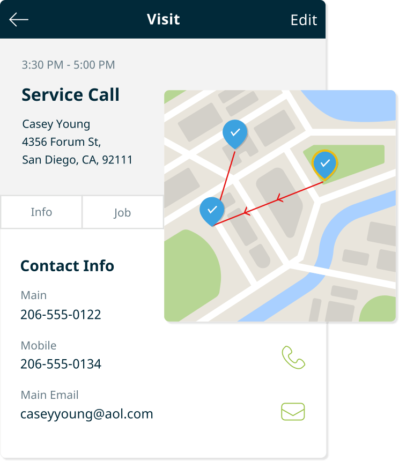 Visit
Edit
3:30 PM - 5:00 PM
Service Call
Casey Young
4356 Forum St,
San Diego, CA, 92111
Info
Job
Contact Info
Main
206-555-0122
Mobile
206-555-0134
Main Email
caseyyoung@aol.com